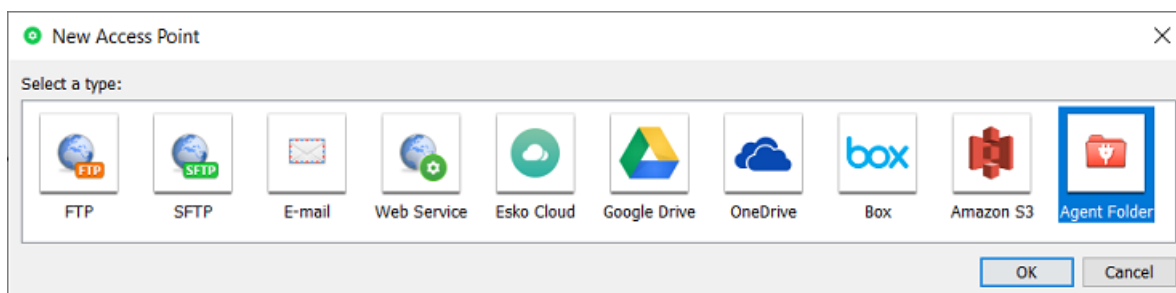 New Access Point
Select a type:
FTP
SFTP
box
FTP
SFTP
E-mail
Web Service
Esko Cloud
Google Drive
OneDrive
Box
Amazon S3
Agent Folder
OK
Cancel